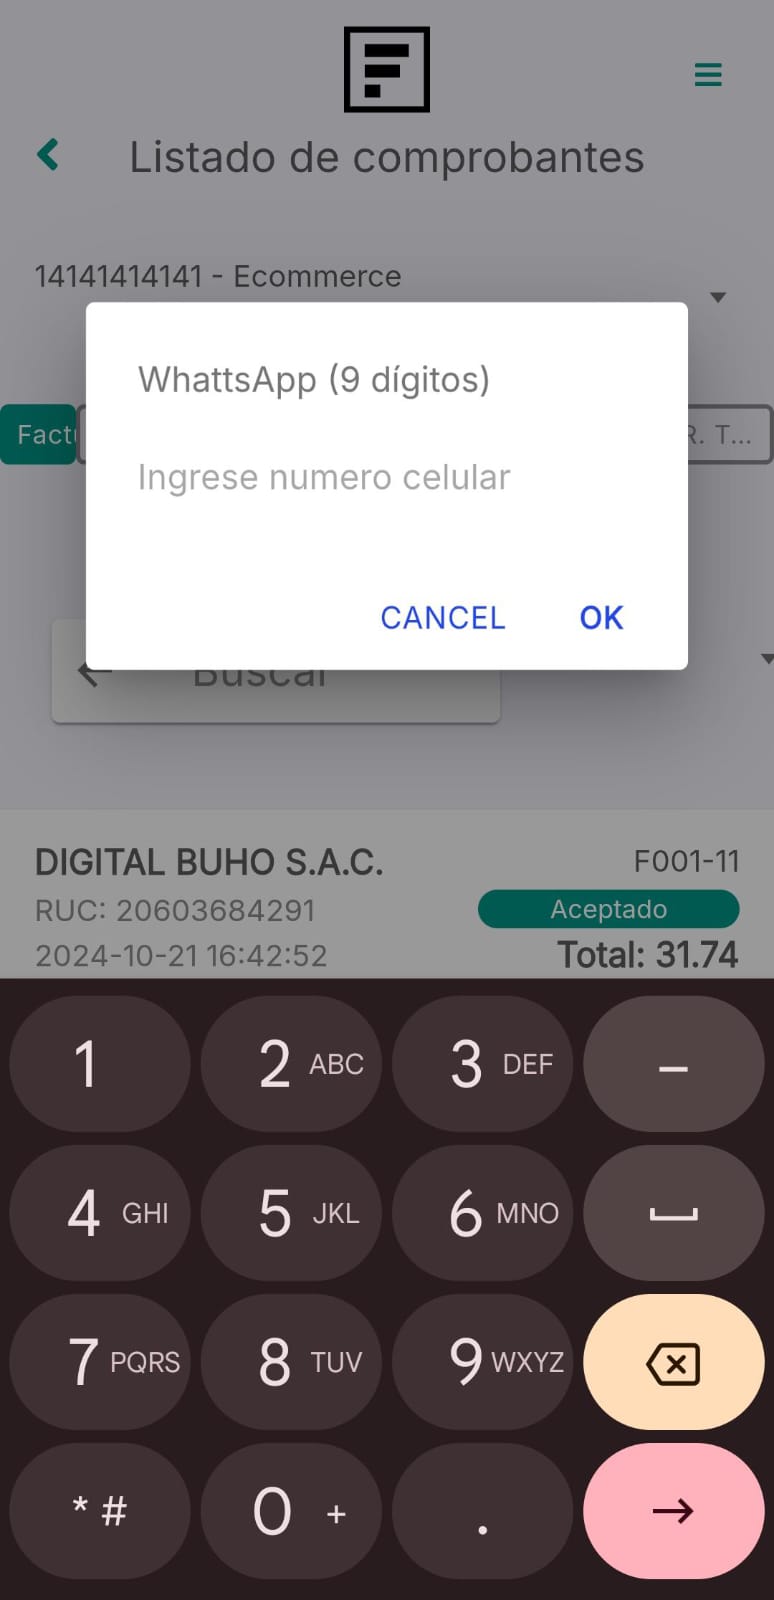 Listado de comprobantes
14141414141 - Ecommerce
WhattsApp (9 dígitos)
Ingrese numero celular
CANCEL OK
R. T...
DIGITAL BUHO S.A.C. F001-11
RUC: 20603684291 Aceptado
2024-10-21 16:42:52 Total: 31.74
1 2 ABC 3 DEF –
4 GHI 5 JKL 6 MNO
7 PQRS 8 TUV 9 WXYZ
* # 0 + .